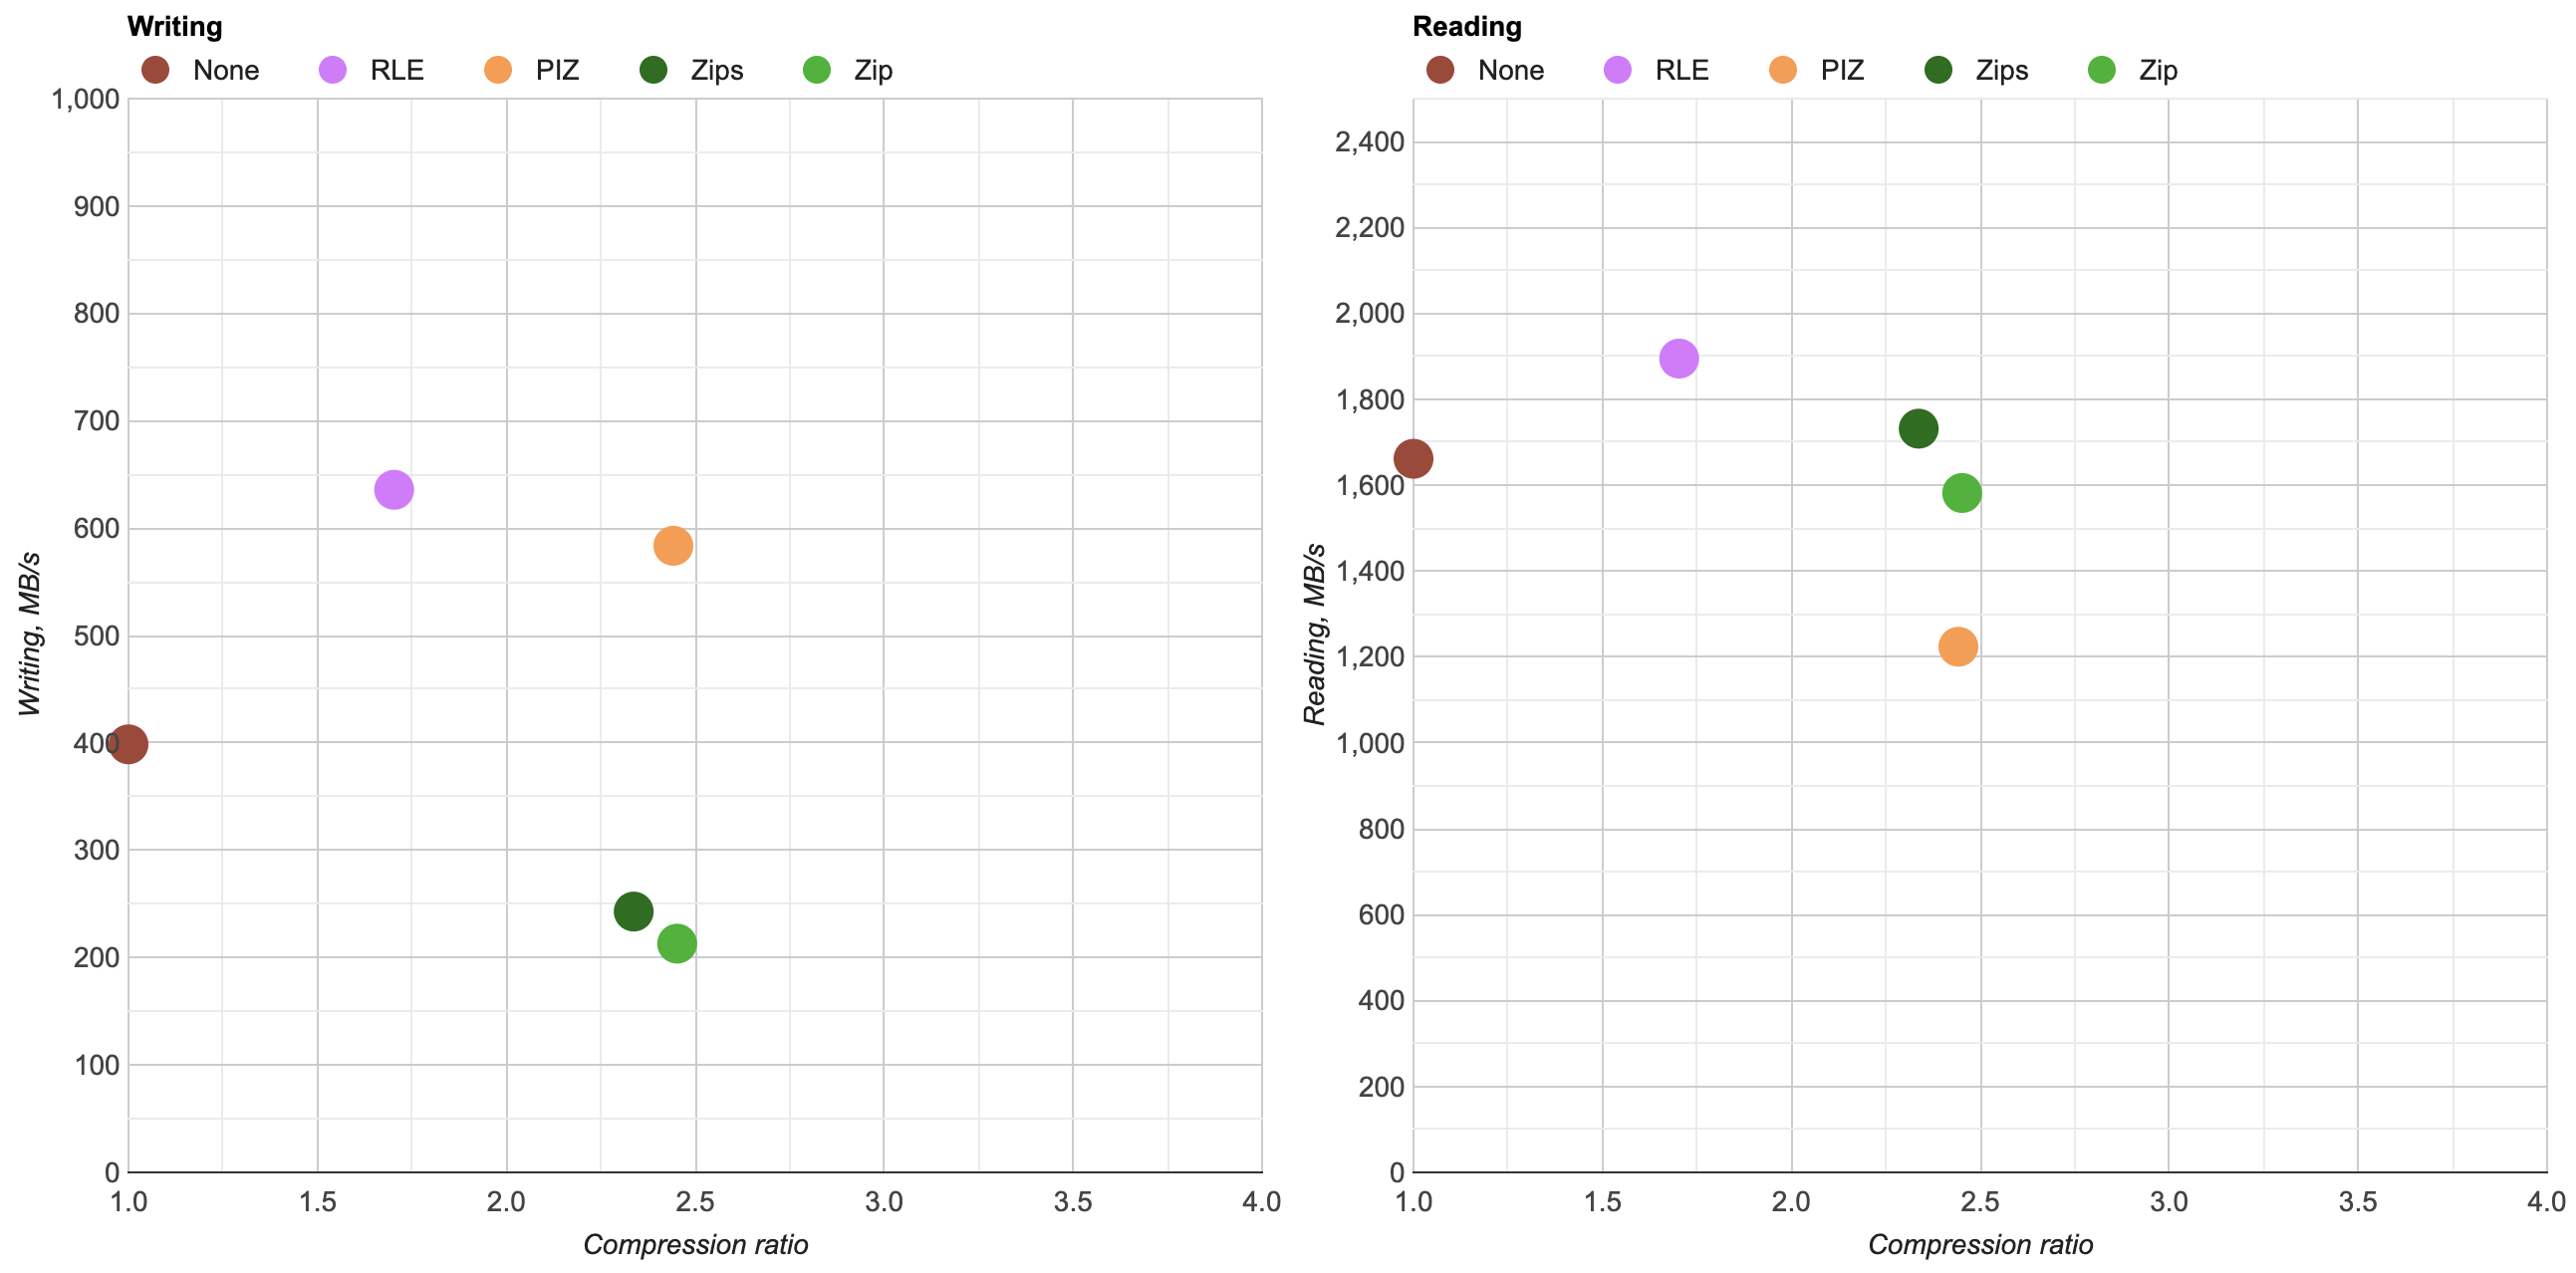 Writing
None RLE PIZ Zips Zip
1,000
900
800
700
600
500
400
300
200
100
0
1.0 1.5 2.0 2.5 3.0 3.5 4.0
Writing, MB/s
Compression ratio
Reading
None RLE PIZ Zips Zip
2,400
2,200
2,000
1,800
1,600
1,400
1,200
1,000
800
600
400
200
0
1.0 1.5 2.0 2.5 3.0 3.5 4.0
Reading, MB/s
Compression ratio